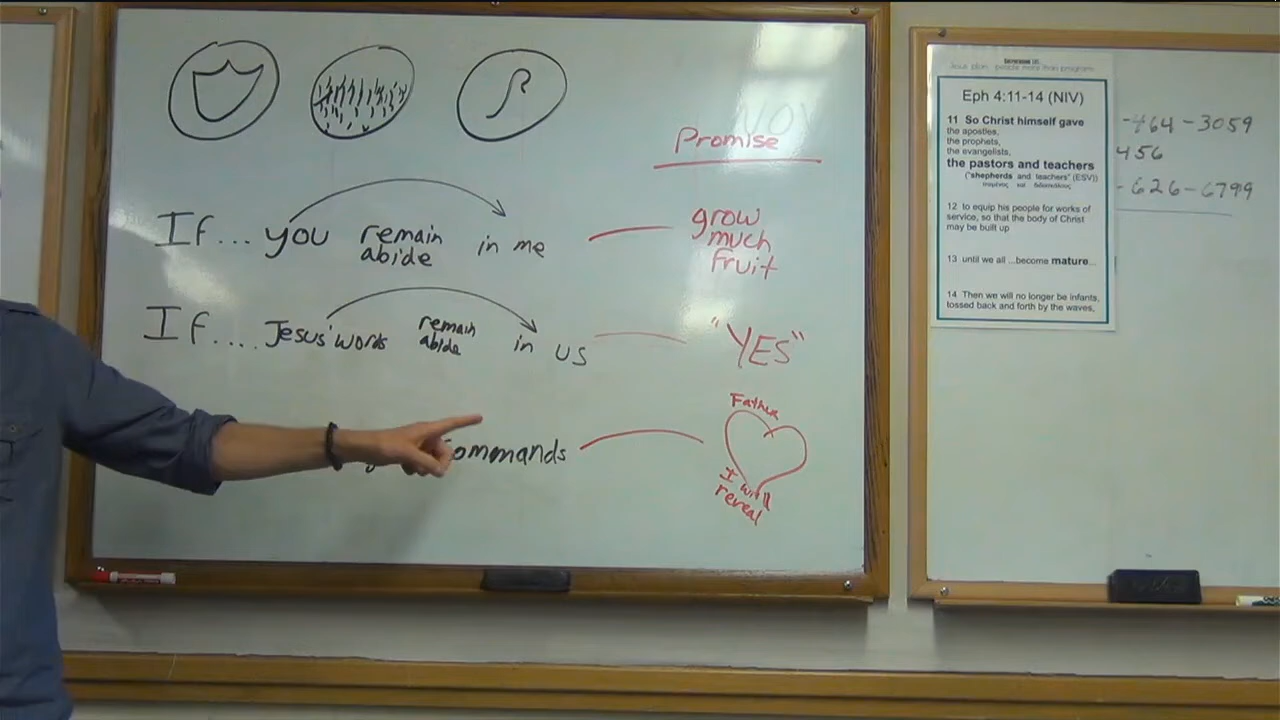 Promise
If... you remain in me
abide
grow
much
fruit
If.... Jesus' words remain in us
abide
"YES"
Father
ommands
I will
reveal
Eph 4:11-14 (NIV)
11 So Christ himself gave
the apostles,
the prophets,
the evangelists,
the pastors and teachers
("shepherds and teachers" (ESV))
12 to equip his people for works of
service, so that the body of Christ
may be built up
13 until we all ...become mature...
14 Then we will no longer be infants,
tossed back and forth by the waves,
-464-3059
456
-626-6799